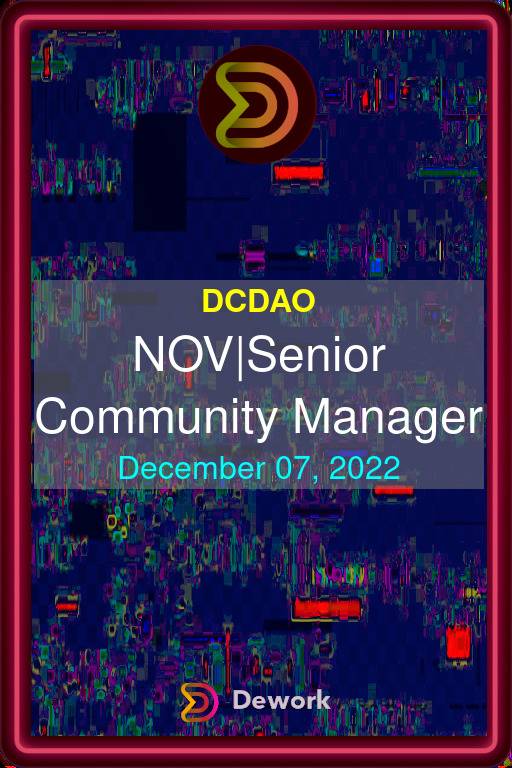 DCDAO
NOV|Senior
Community Manager
December 07, 2022
Dework